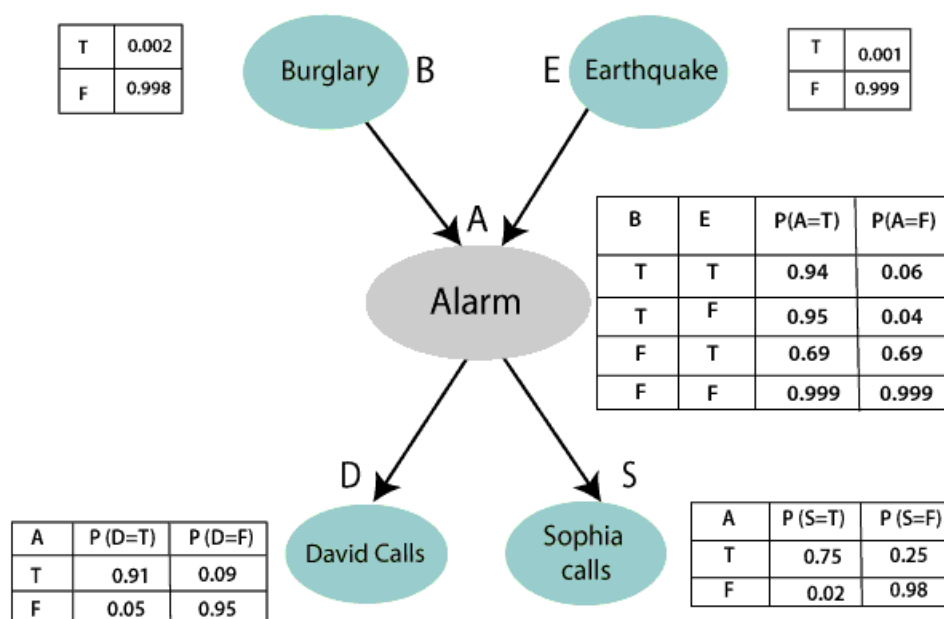 T 0.002
F 0.998
Burglary B
E Earthquake
T 0.001
F 0.999
A
Alarm
B E P(A=T) P(A=F)
T T 0.94 0.06
T F 0.95 0.04
F T 0.69 0.69
F F 0.999 0.999
D
S
A P (D=T) P (D=F)
T 0.91 0.09
F 0.05 0.95
David Calls
Sophia
calls
A P (S=T) P (S=F)
T 0.75 0.25
F 0.02 0.98